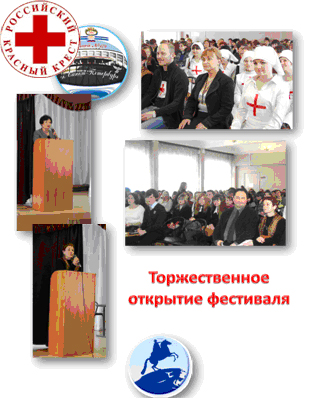 РОССИЙСКИЙ
КРАСНЫЙ КРЕСТ
Торжественное
открытие фестиваля